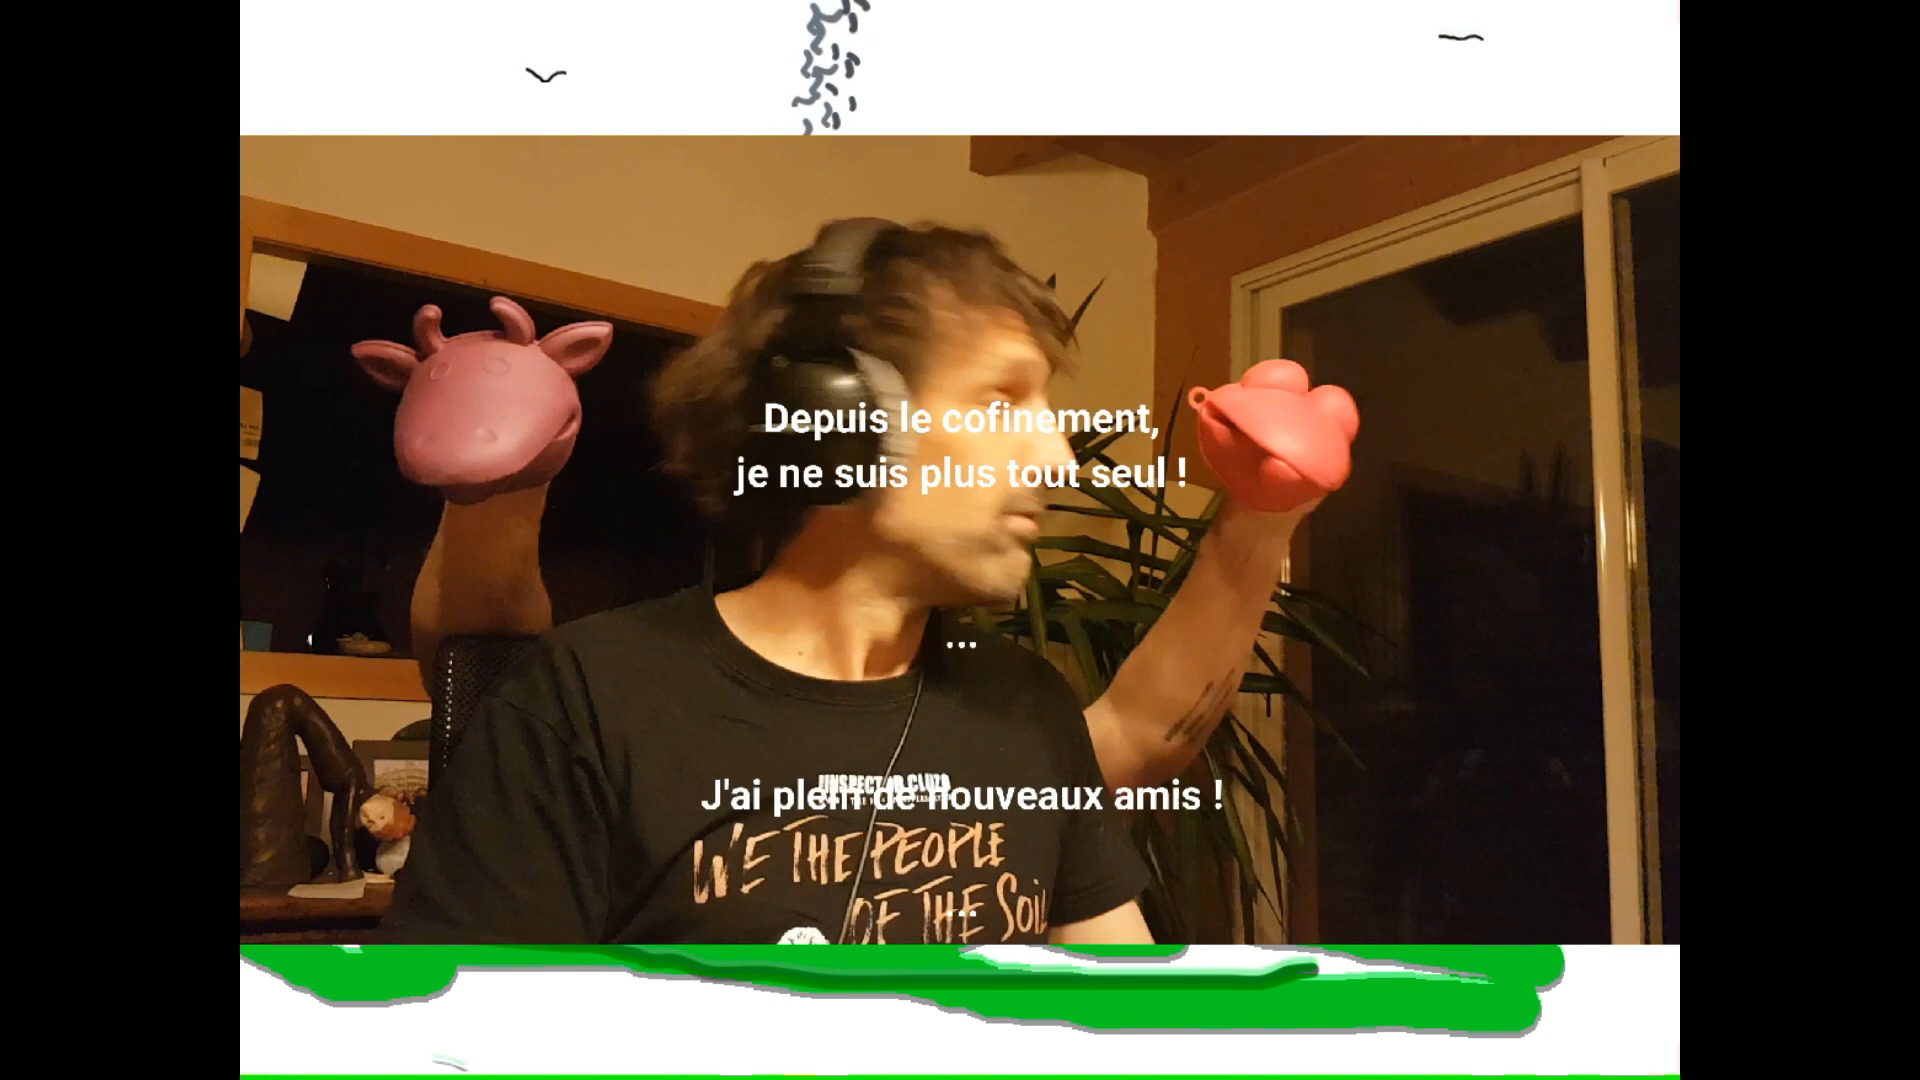 Depuis le cofinement,
je ne suis plus tout seul !
...
J'ai plein de nouveaux amis !
WE THE PEOPLE
OF THE SOIL
...